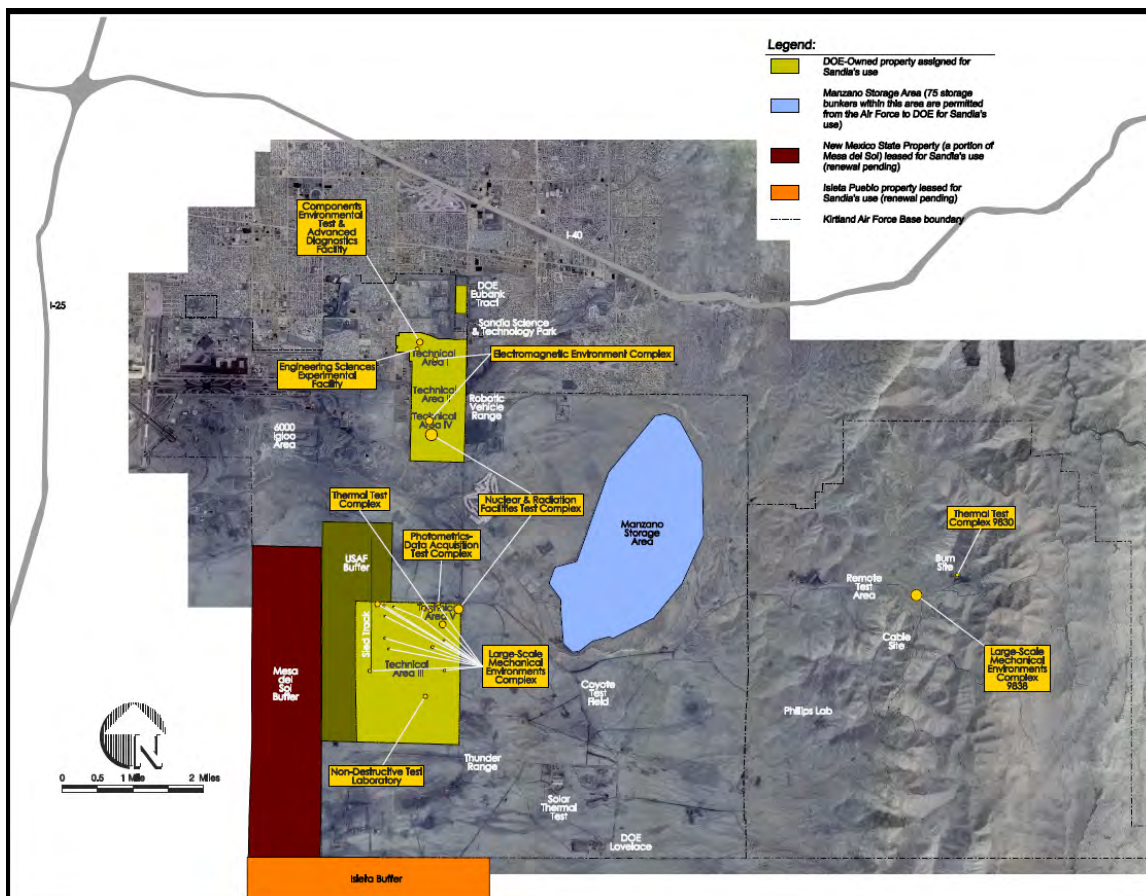 Legend:
DOE-Owned property assigned for
Sandia's use
Manzano Storage Area (75 storage
bunkers within this area are permitted
from the Air Force to DOE for Sandia's
use)
New Mexico State Property (a portion of
Mesa del Sol) leased for Sandia's use
(renewal pending)
Isleta Pueblo property leased for
Sandia's use (renewal pending)
Kirtland Air Force Base boundary
Components
Environmental
Test &
Advanced
Diagnostics
Facility
I-40
I-25
DOE
Eubank
Tract
Sandia Science
& Technology Park
Technical
Area I
Electromagnetic Environment Complex
Engineering Sciences
Experimental
Facility
Technical
Area II
Robotic
Vehicle
Range
Technical
Area IV
6000
Igloo
Area
Thermal Test
Complex
Nuclear & Radiation
Facilities Test Complex
Manzano
Storage
Area
Thermal Test
Complex 9830
Photometrics-
Data Acquisition
Test Complex
USAF
Buffer
Burn
Site
Remote
Test
Area
Technical
Area V
Sled Track
Cable
Site
Large-Scale
Mechanical
Environments
Complex
Large-Scale
Mechanical
Environments
Complex
9838
Technical
Area III
Mesa
del
Sol
Buffer
Coyote
Test
Field
Phillips Lab
N
0 0.5 1 Mile 2 Miles
Thunder
Range
Non-Destructive Test
Laboratory
Solar
Thermal
Test
DOE
Lovelace
Isleta Buffer